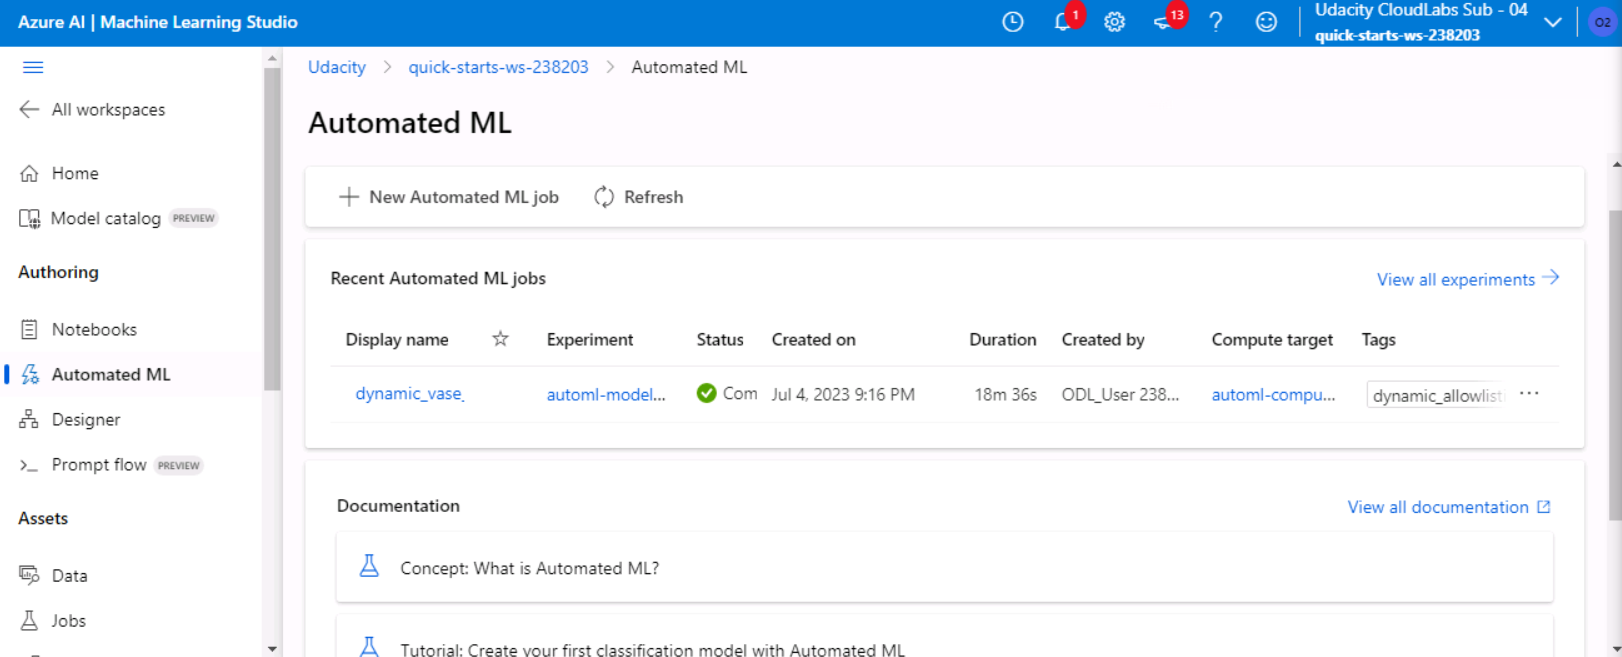 Azure AI | Machine Learning Studio
1
13
?
Udacity CloudLabs Sub - 04
quick-starts-ws-238203
O2
All workspaces
Home
Model catalog PREVIEW
Authoring
Notebooks
Automated ML
Designer
Prompt flow PREVIEW
Assets
Data
Jobs
Udacity > quick-starts-ws-238203 > Automated ML
Automated ML
New Automated ML job Refresh
Recent Automated ML jobs View all experiments
Display name Experiment Status Created on Duration Created by Compute target Tags
dynamic_vase_ automl-model... Com Jul 4, 2023 9:16 PM 18m 36s ODL_User 238... automl-compu... dynamic_allowlisti ...
Documentation View all documentation
Concept: What is Automated ML?
Tutorial: Create your first classification model with Automated ML